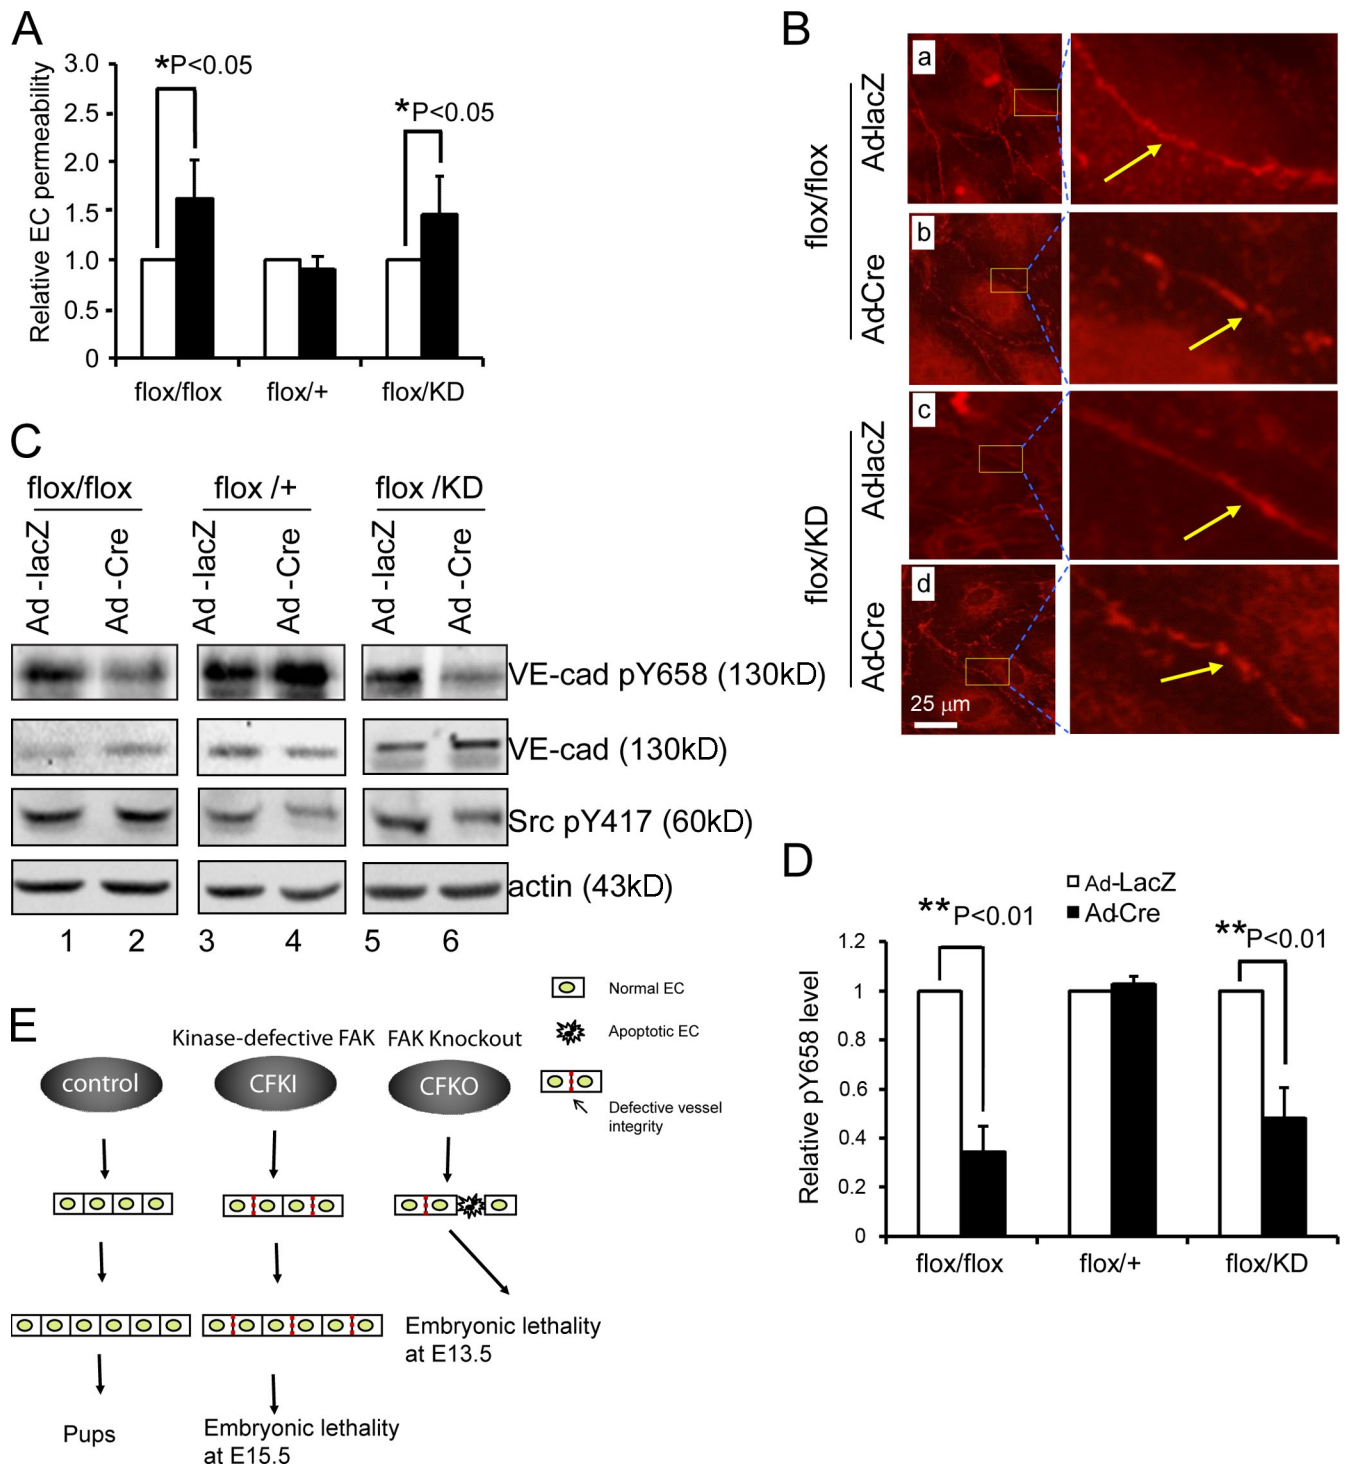 A
Relative EC permeability
3.0
2.5
2.0
1.5
1.0
0.5
0
*P<0.05
*P<0.05
flox/flox
flox/+
flox/KD
B
flox/flox
Ad-lacZ
Ad-Cre
flox/KD
Ad-lacZ
Ad-Cre
a
b
c
d
25 µm
C
flox/flox
flox /+
flox /KD
Ad -lacZ
Ad -Cre
Ad -lacZ
Ad -Cre
Ad -lacZ
Ad -Cre
VE-cad pY658 (130kD)
VE-cad (130kD)
Src pY417 (60kD)
actin (43kD)
1 2 3 4 5 6
D
Ad-LacZ
Ad-Cre
Relative pY658 level
1.2
1
0.8
0.6
0.4
0.2
0
**P<0.01
**P<0.01
flox/flox
flox/+
flox/KD
E
Normal EC
Apoptotic EC
Defective vessel
integrity
Kinase-defective FAK
FAK Knockout
control
CFKI
CFKO
Embryonic lethality
at E13.5
Pups
Embryonic lethality
at E15.5